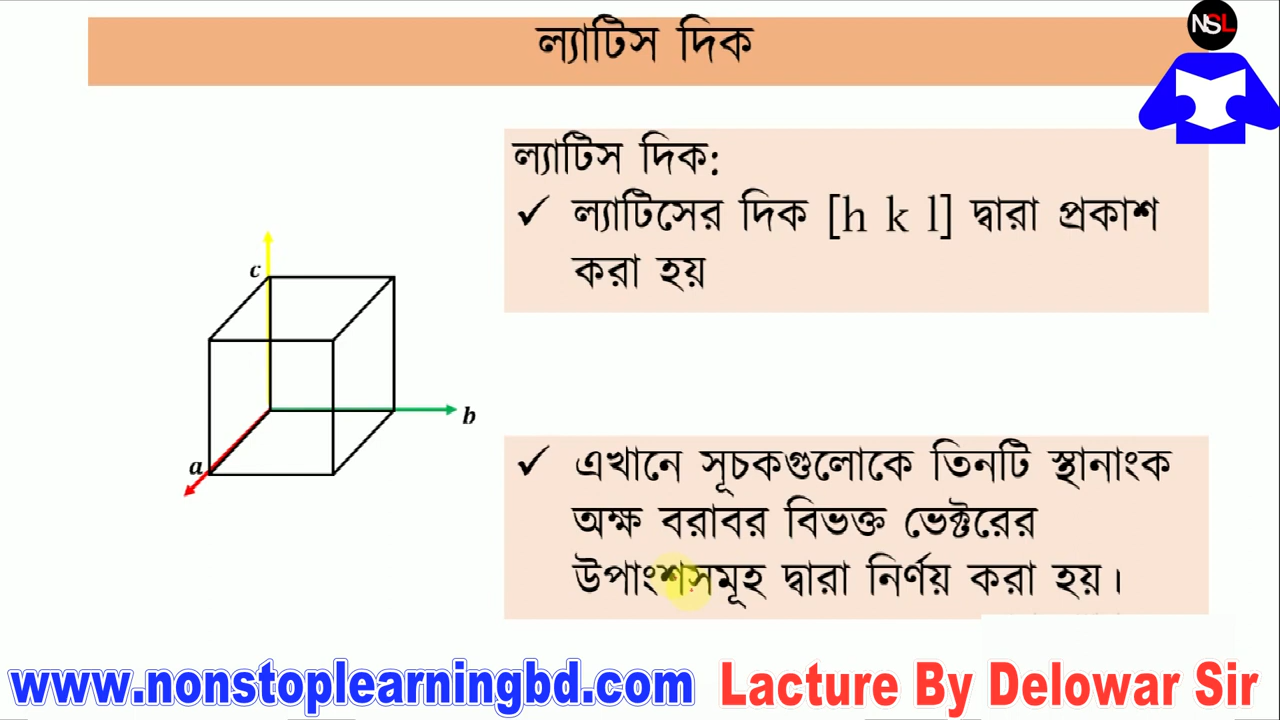 ল্যাটিস দিক
NSL
ল্যাটিস দিক:
✓ ল্যাটিসের দিক [h k l] দ্বারা প্রকাশ
করা হয়
c
b
a
✓ এখানে সূচকগুলোকে তিনটি স্থানাংক
অক্ষ বরাবর বিভক্ত ভেক্টরের
উপাংশসমূহ দ্বারা নির্ণয় করা হয়।
www.nonstoplearningbd.com Lacture By Delowar Sir